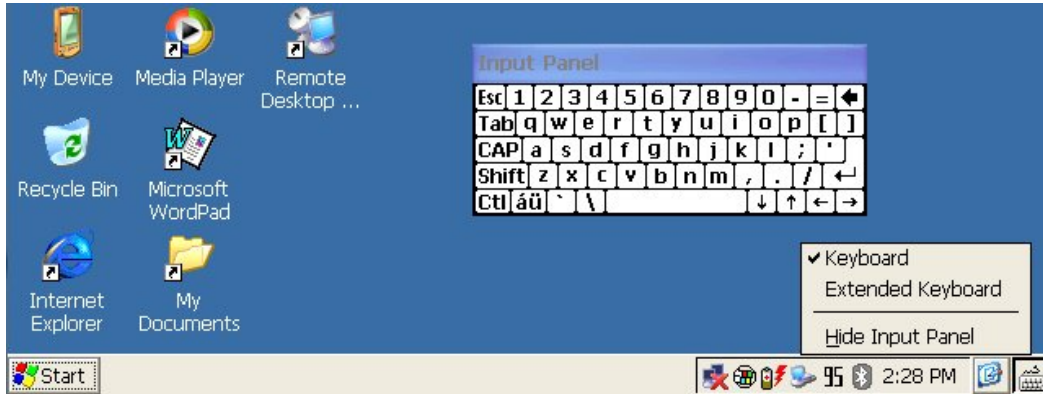 My Device
Media Player
Remote
Desktop ...
Recycle Bin
Microsoft
WordPad
Internet
Explorer
My
Documents
Input Panel
Esc 1 2 3 4 5 6 7 8 9 0 - = 🡄
Tab q w e r t y u i o p [ ]
CAP a s d f g h j k l ; '
Shift z x c v b n m , . / ↵
Ctl áü ` \ ↓ ↑ ← →
✓ Keyboard
Extended Keyboard
Hide Input Panel
Start
95 2:28 PM